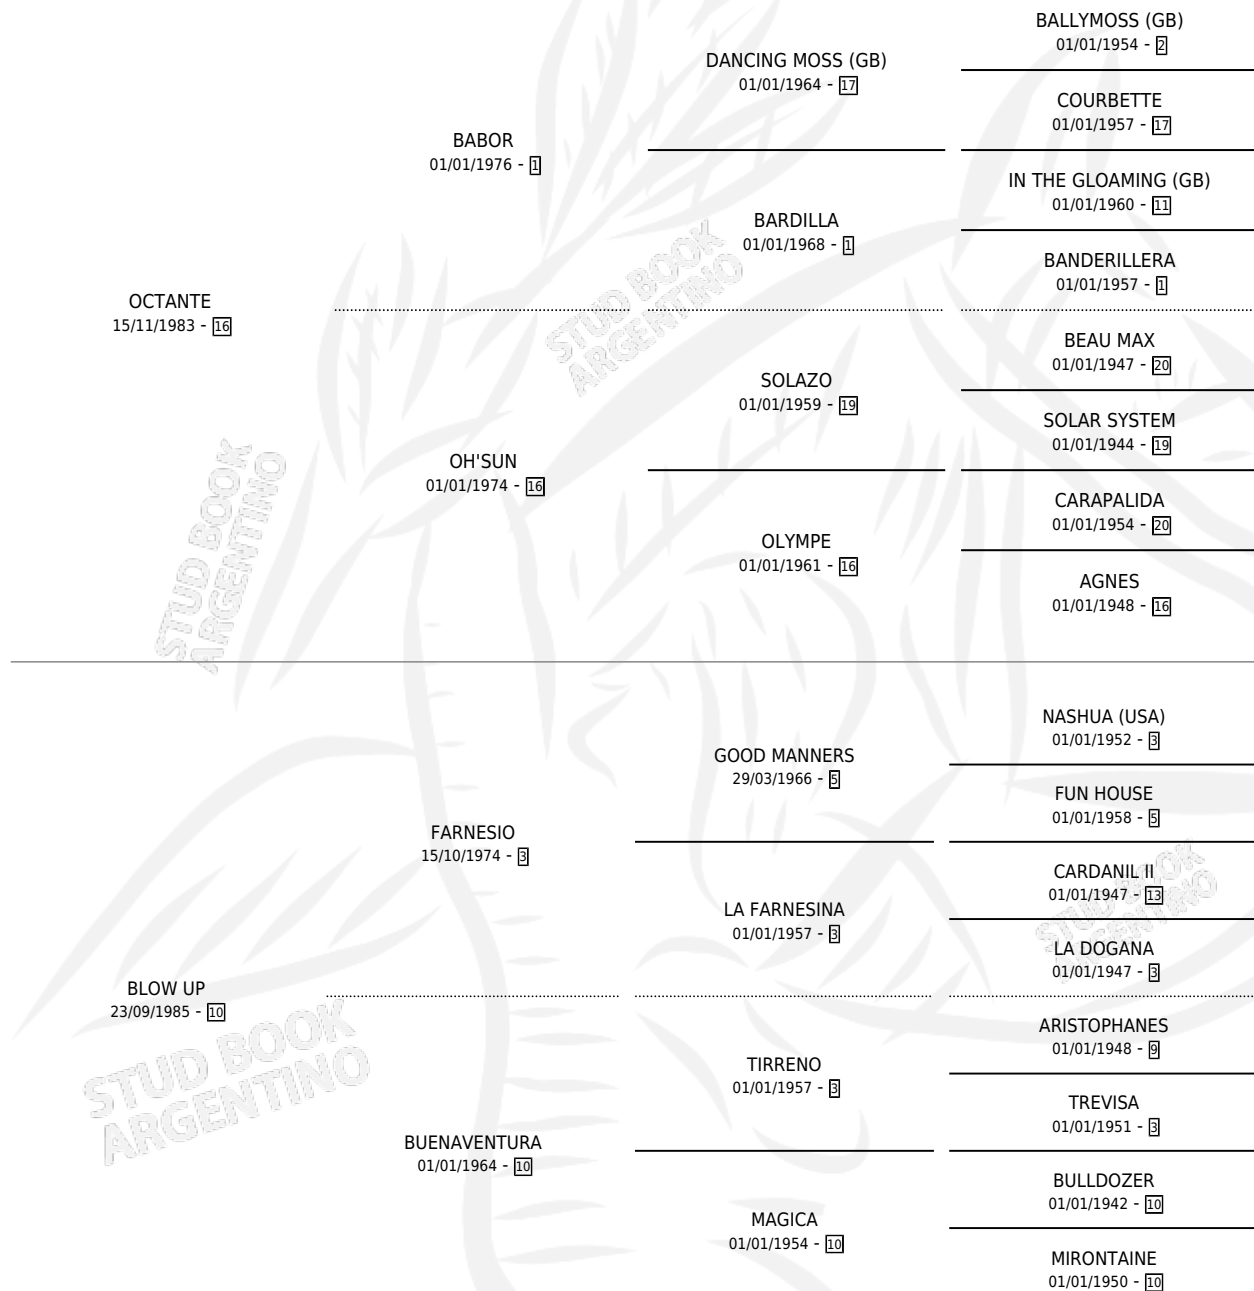 BALLYMOSS (GB)
01/01/1954 - 2
DANCING MOSS (GB)
01/01/1964 - 17
COURBETTE
01/01/1957 - 17
BABOR
01/01/1976 - 1
IN THE GLOAMING (GB)
01/01/1960 - 11
BARDILLA
01/01/1968 - 1
BANDERILLERA
01/01/1957 - 1
OCTANTE
15/11/1983 - 16
BEAU MAX
01/01/1947 - 20
SOLAZO
01/01/1959 - 19
SOLAR SYSTEM
01/01/1944 - 19
OH'SUN
01/01/1974 - 16
CARAPALIDA
01/01/1954 - 20
OLYMPE
01/01/1961 - 16
AGNES
01/01/1948 - 16
STUD BOOK
ARGENTINO
STUD BOOK
ARGENTINO
NASHUA (USA)
01/01/1952 - 3
GOOD MANNERS
29/03/1966 - 5
FUN HOUSE
01/01/1958 - 5
FARNESIO
15/10/1974 - 3
CARDANIL II
01/01/1947 - 13
LA FARNESINA
01/01/1957 - 3
LA DOGANA
01/01/1947 - 3
STUD BOOK
ARGENTINO
BLOW UP
23/09/1985 - 10
ARISTOPHANES
01/01/1948 - 9
TIRRENO
01/01/1957 - 3
TREVISA
01/01/1951 - 3
BUENAVENTURA
01/01/1964 - 10
BULLDOZER
01/01/1942 - 10
MAGICA
01/01/1954 - 10
MIRONTAINE
01/01/1950 - 10
STUD BOOK
ARGENTINO